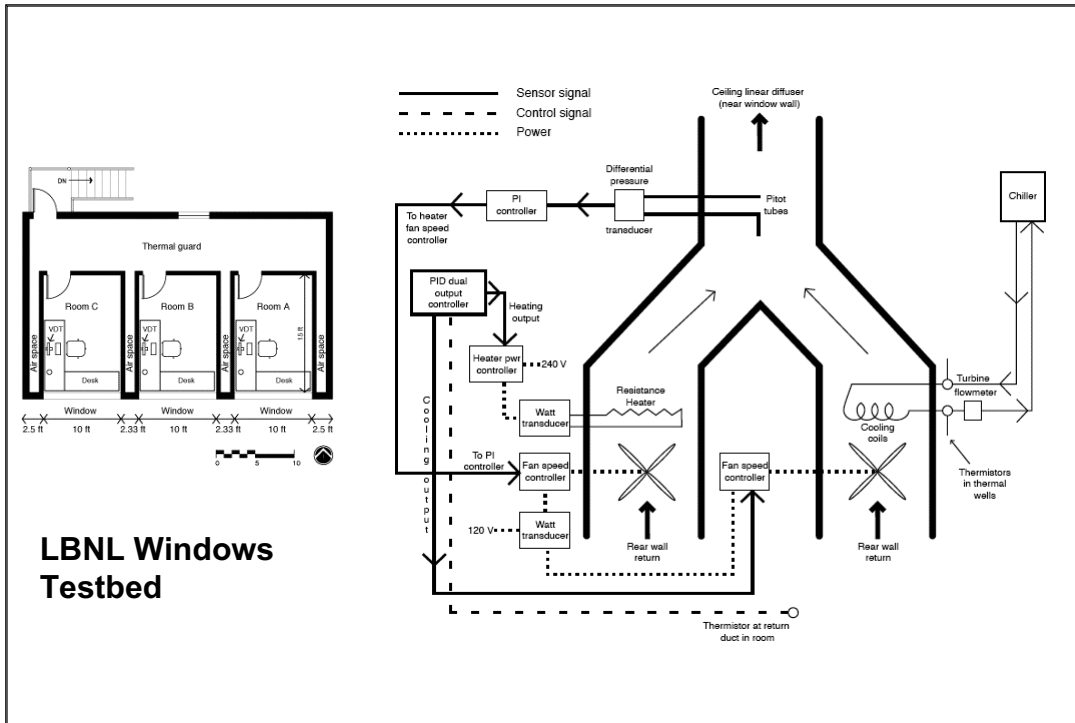 Sensor signal
Control signal
Power
Ceiling linear diffuser
(near window wall)
DN
Thermal guard
Room C
Room B
Room A
VDT
VDT
VDT
15 ft
Air space
Air space
Air space
Air space
Desk
Desk
Desk
Window
Window
Window
2.5 ft
10 ft
2.33 ft
10 ft
2.33 ft
10 ft
2.5 ft
0
5
10
LBNL Windows
Testbed
PI
controller
Differential
pressure
transducer
Pitot
tubes
Chiller
To heater
fan speed
controller
PID dual
output
controller
Heating
output
Heater pwr
controller
240 V
Watt
transducer
Resistance
Heater
Cooling output
Turbine
flowmeter
Cooling
coils
Thermistors
in thermal
wells
To PI
controller
Fan speed
controller
Fan speed
controller
120 V
Watt
transducer
Rear wall
return
Rear wall
return
Thermistor at return
duct in room